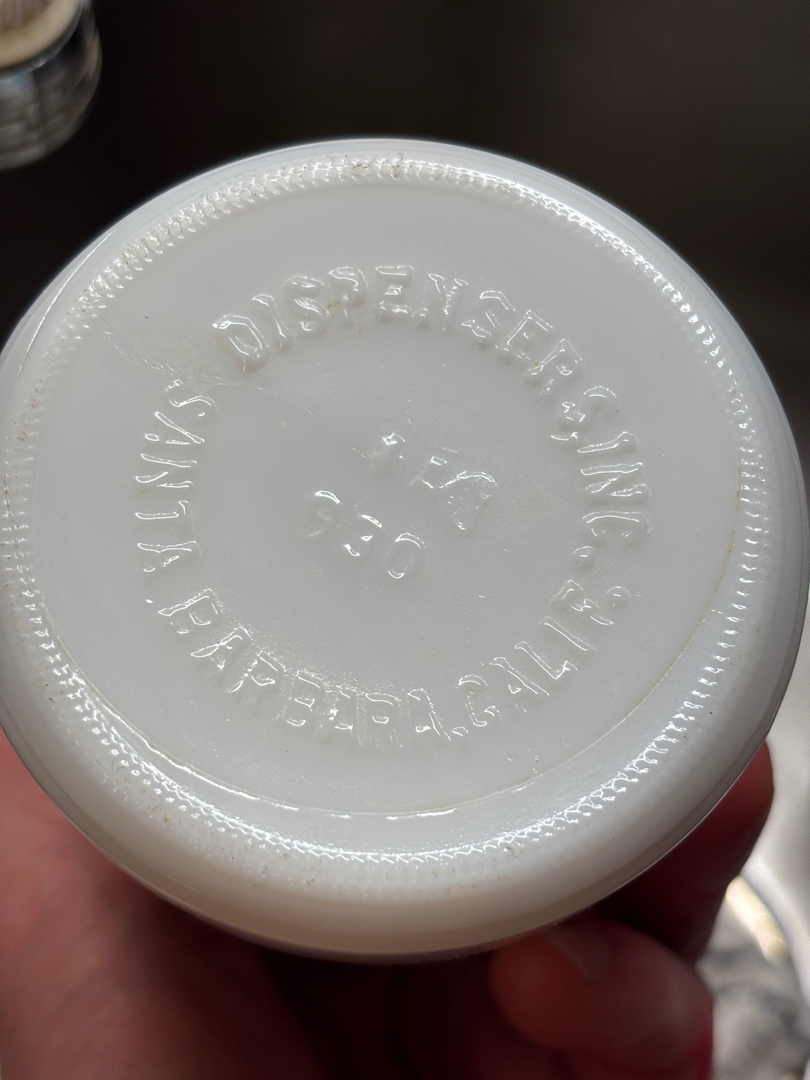 DISPENSERS, INC.
SANTA BARBARA, CALIF.
930